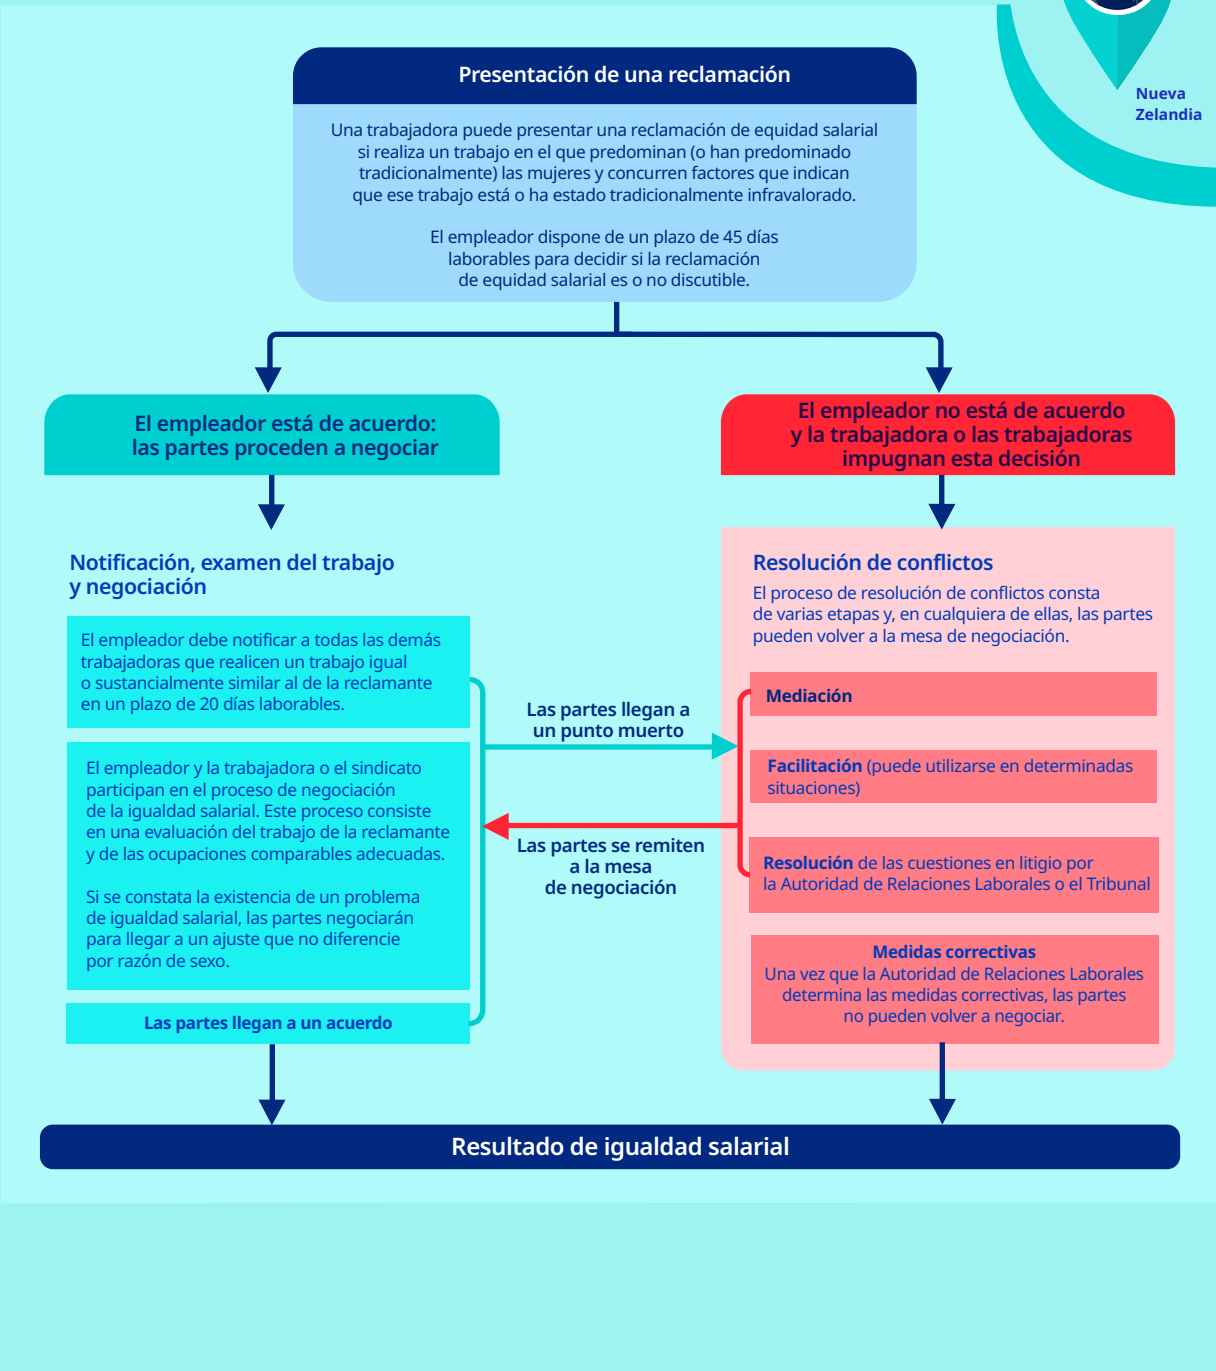 Presentación de una reclamación
Nueva
Zelandia
Una trabajadora puede presentar una reclamación de equidad salarial
si realiza un trabajo en el que predominan (o han predominado
tradicionalmente) las mujeres y concurren factores que indican
que ese trabajo está o ha estado tradicionalmente infravalorado.
El empleador dispone de un plazo de 45 días
laborables para decidir si la reclamación
de equidad salarial es o no discutible.
El empleador está de acuerdo:
las partes proceden a negociar
El empleador no está de acuerdo
y la trabajadora o las trabajadoras
impugnan esta decisión
Notificación, examen del trabajo
y negociación
El empleador debe notificar a todas las demás
trabajadoras que realicen un trabajo igual
o sustancialmente similar al de la reclamante
en un plazo de 20 días laborables.
El empleador y la trabajadora o el sindicato
participan en el proceso de negociación
de la igualdad salarial. Este proceso consiste
en una evaluación del trabajo de la reclamante
y de las ocupaciones comparables adecuadas.
Si se constata la existencia de un problema
de igualdad salarial, las partes negociarán
para llegar a un ajuste que no diferencie
por razón de sexo.
Las partes llegan a un acuerdo
Las partes llegan a
un punto muerto
Las partes se remiten
a la mesa
de negociación
Resolución de conflictos
El proceso de resolución de conflictos consta
de varias etapas y, en cualquiera de ellas, las partes
pueden volver a la mesa de negociación.
Mediación
Facilitación (puede utilizarse en determinadas
situaciones)
Resolución de las cuestiones en litigio por
la Autoridad de Relaciones Laborales o el Tribunal
Medidas correctivas
Una vez que la Autoridad de Relaciones Laborales
determina las medidas correctivas, las partes
no pueden volver a negociar.
Resultado de igualdad salarial